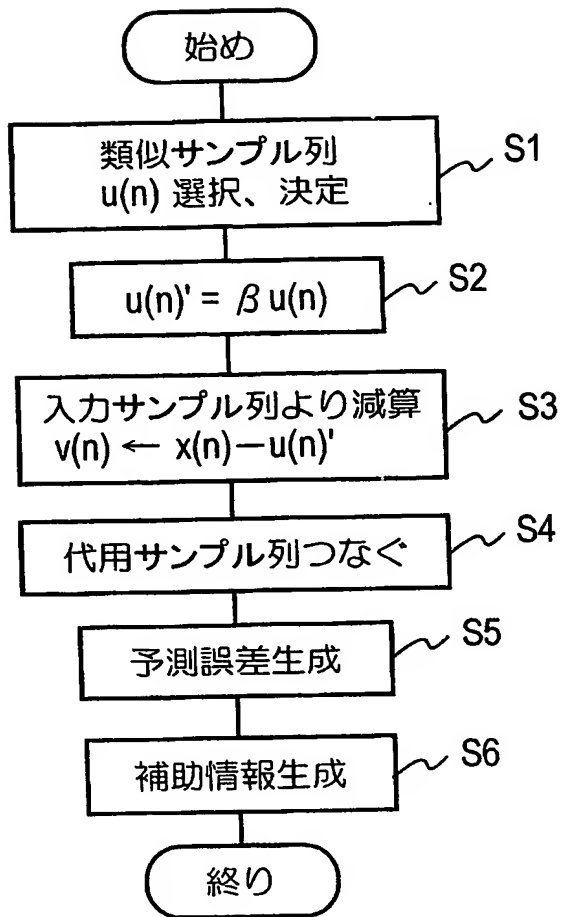 始め
類似サンプル列
u(n) 選択、決定
S1
u(n)' = β u(n)
S2
入力サンプル列より減算
v(n) ← x(n)−u(n)'
S3
代用サンプル列つなぐ
S4
予測誤差生成
S5
補助情報生成
S6
終り